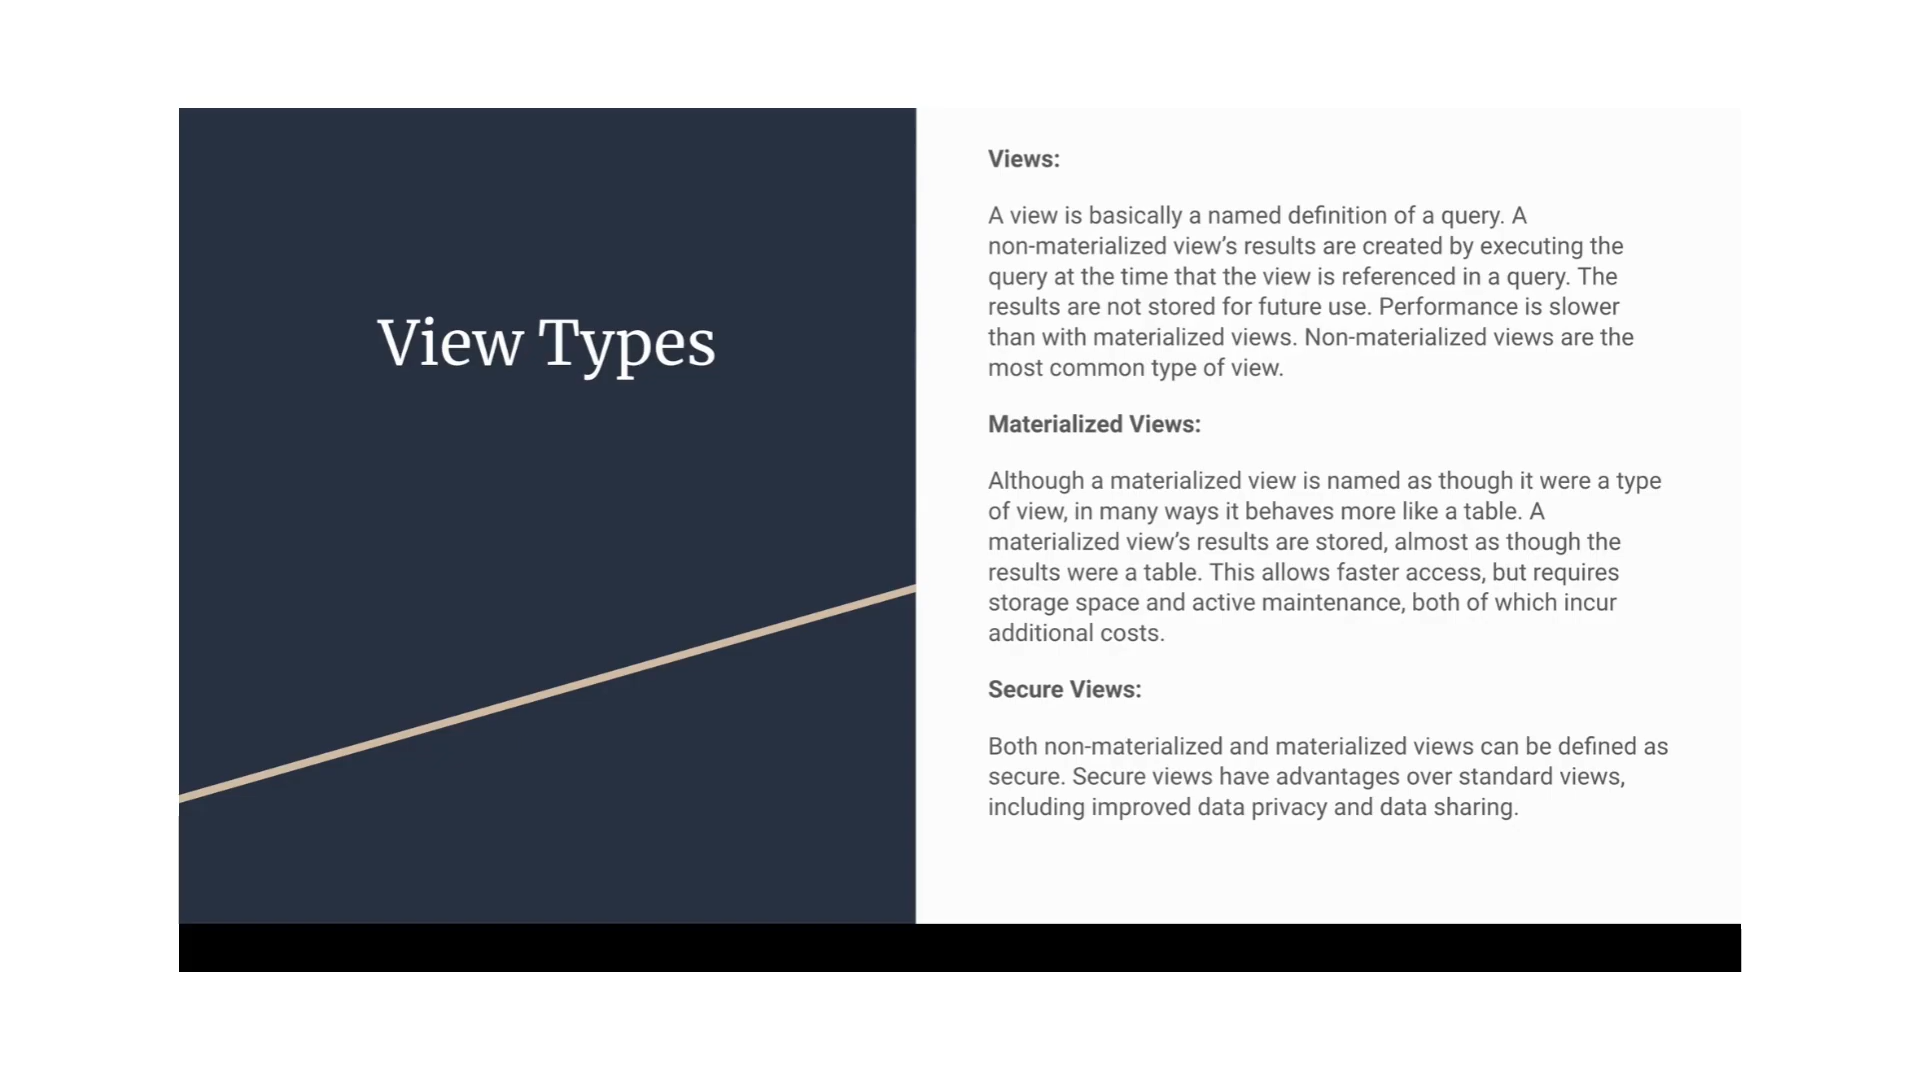 View Types
Views:
A view is basically a named definition of a query. A
non-materialized view’s results are created by executing the
query at the time that the view is referenced in a query. The
results are not stored for future use. Performance is slower
than with materialized views. Non-materialized views are the
most common type of view.
Materialized Views:
Although a materialized view is named as though it were a type
of view, in many ways it behaves more like a table. A
materialized view’s results are stored, almost as though the
results were a table. This allows faster access, but requires
storage space and active maintenance, both of which incur
additional costs.
Secure Views:
Both non-materialized and materialized views can be defined as
secure. Secure views have advantages over standard views,
including improved data privacy and data sharing.